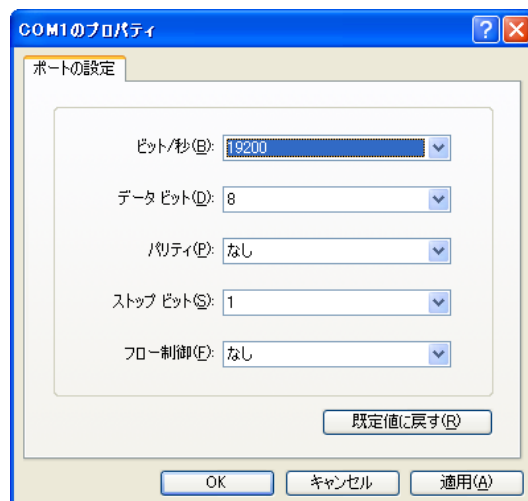 COM1のプロパティ
ポートの設定
ビット/秒(B): 19200
データ ビット(D): 8
パリティ(P): なし
ストップ ビット(S): 1
フロー制御(F): なし
既定値に戻す(R)
OK キャンセル 適用(A)